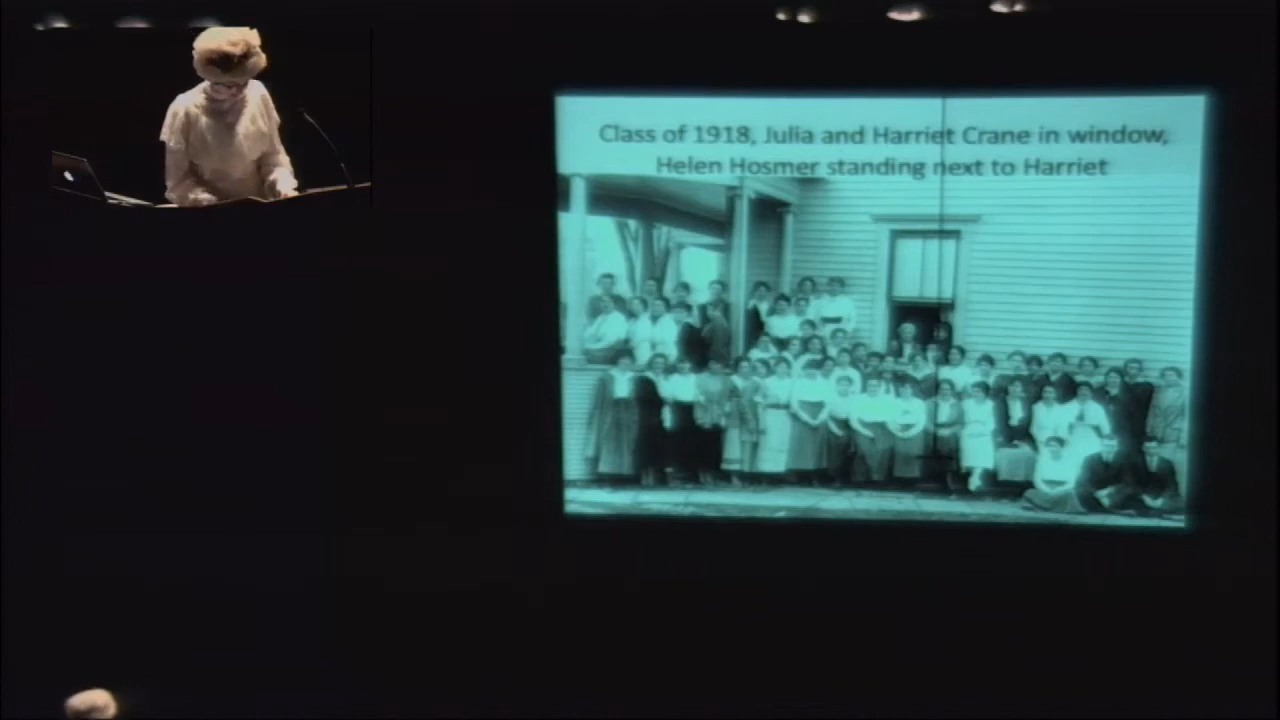 Class of 1918, Julia and Harriet Crane in window,
Helen Hosmer standing next to Harriet